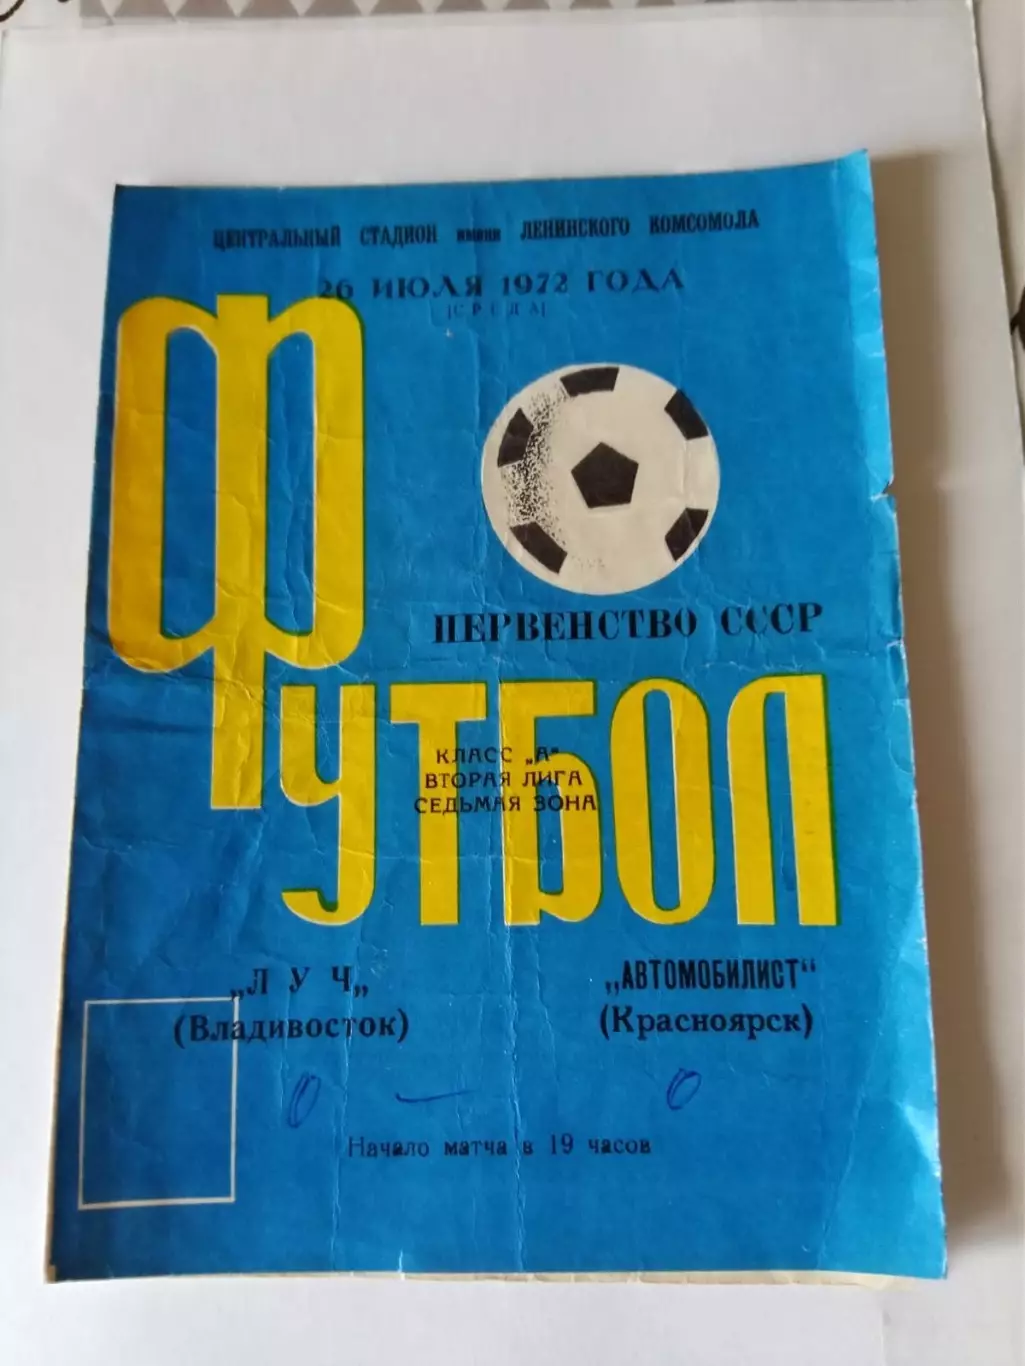 ЦЕНТРАЛЬНЫЙ СТАДИОН имени ЛЕНИНСКОГО КОМСОМОЛА
26 ИЮЛЯ 1972 ГОДА
[СРЕДА]
ПЕРВЕНСТВО СССР
ФУТБОЛ
КЛАСС „А"
ВТОРАЯ ЛИГА
СЕДЬМАЯ ЗОНА
„ЛУЧ„ „АВТОМОБИЛИСТ"
(Владивосток) (Красноярск)
0 — 0
Начало матча в 19 часов